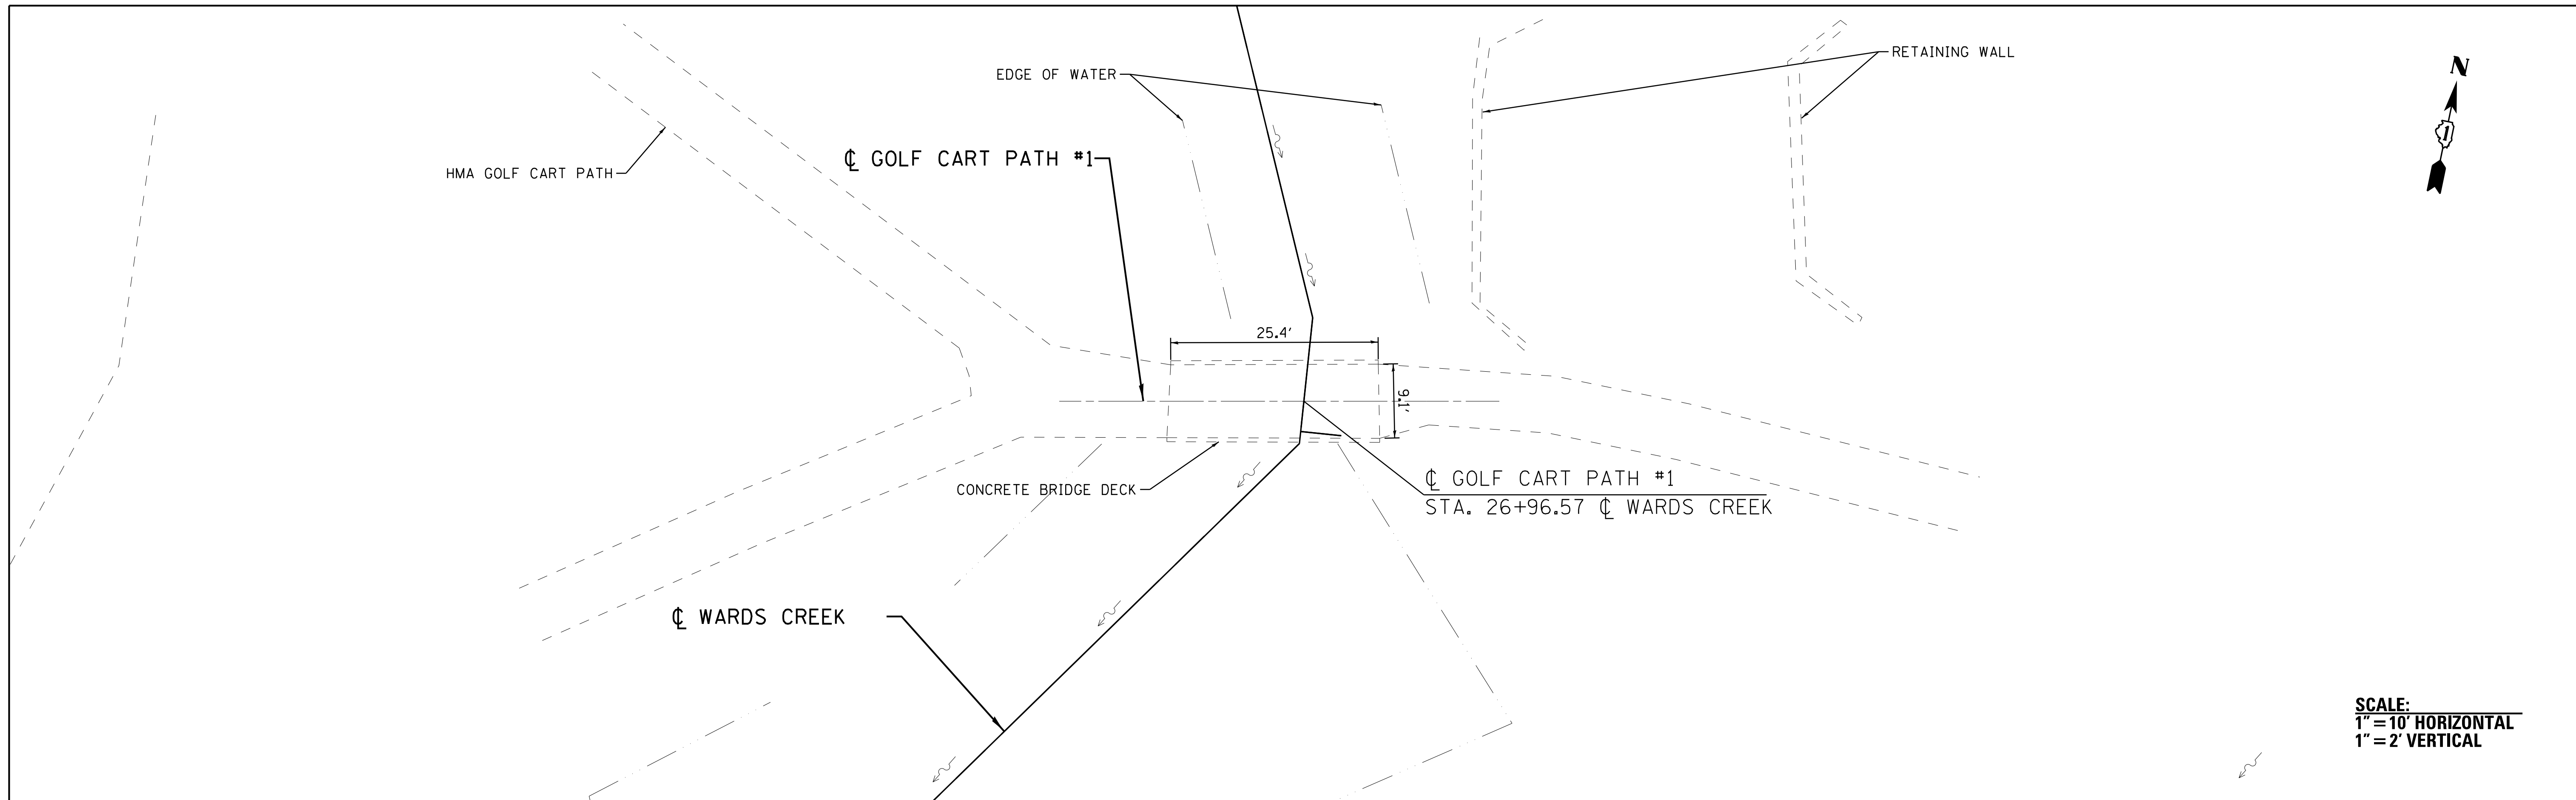 RETAINING WALL
EDGE OF WATER
N
1
℄ GOLF CART PATH #1
HMA GOLF CART PATH
25.4'
9.1'
℄ GOLF CART PATH #1
STA. 26+96.57 ℄ WARDS CREEK
CONCRETE BRIDGE DECK
℄ WARDS CREEK
SCALE:
1" = 10' HORIZONTAL
1" = 2' VERTICAL